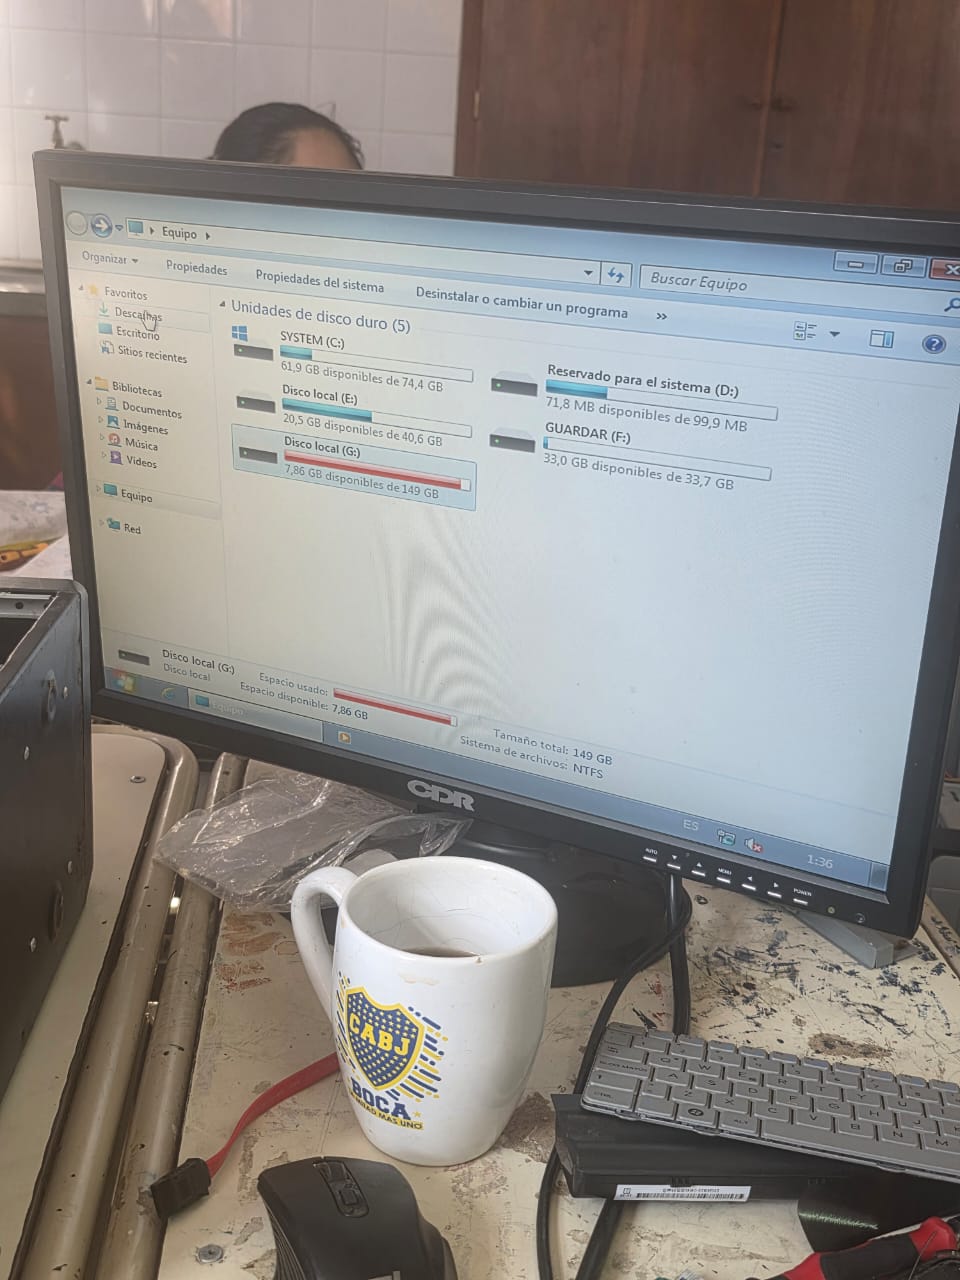 Equipo
Buscar Equipo
Organizar
Propiedades
Propiedades del sistema
Desinstalar o cambiar un programa
»
Favoritos
Descargas
Escritorio
Sitios recientes
Bibliotecas
Documentos
Imágenes
Música
Videos
Equipo
Red
Unidades de disco duro (5)
SYSTEM (C:)
61,9 GB disponibles de 74,4 GB
Reservado para el sistema (D:)
71,8 MB disponibles de 99,9 MB
Disco local (E:)
20,5 GB disponibles de 40,6 GB
GUARDAR (F:)
33,0 GB disponibles de 33,7 GB
Disco local (G:)
7,86 GB disponibles de 149 GB
Disco local (G:)
Disco local
Espacio usado:
Espacio disponible: 7,86 GB
Tamaño total: 149 GB
Sistema de archivos: NTFS
Equipo
ES
1:36
CDR
AUTO
MENU
POWER
CABJ
BOCA
MAS UNO